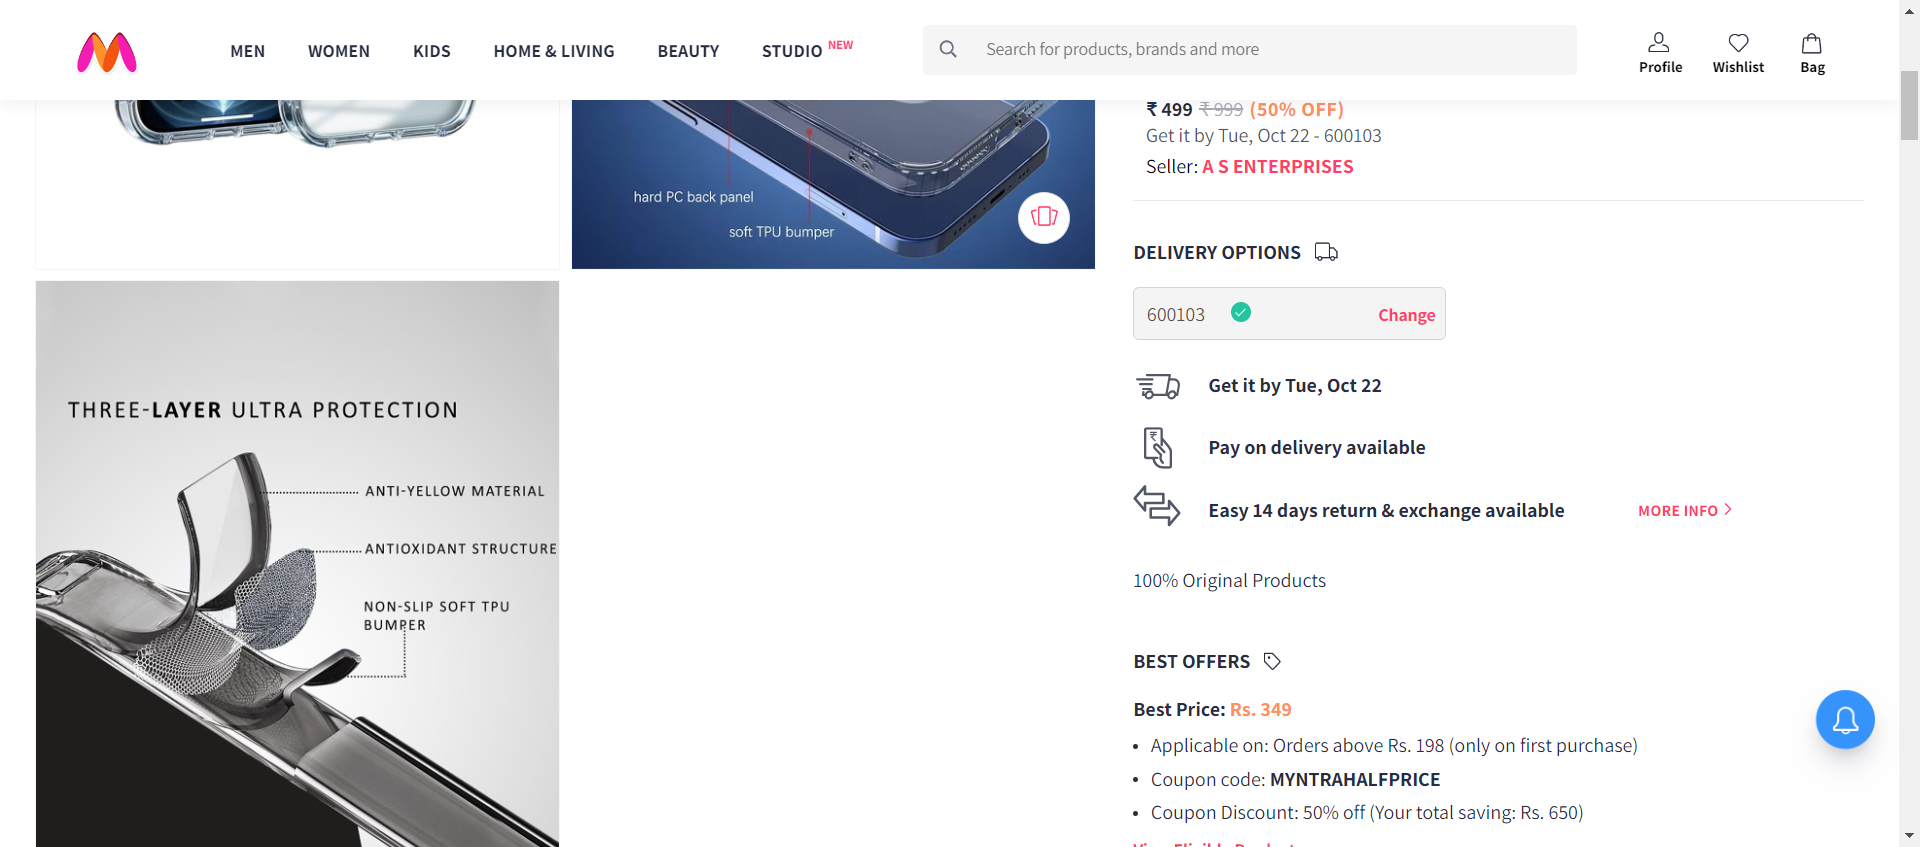 MEN
WOMEN
KIDS
HOME & LIVING
BEAUTY
STUDIO NEW
Search for products, brands and more
Profile
Wishlist
Bag
hard PC back panel
soft TPU bumper
₹ 499 ₹ 999 (50% OFF)
Get it by Tue, Oct 22 - 600103
Seller: A S ENTERPRISES
DELIVERY OPTIONS
600103
Change
Get it by Tue, Oct 22
Pay on delivery available
Easy 14 days return & exchange available
MORE INFO
100% Original Products
THREE-LAYER ULTRA PROTECTION
ANTI-YELLOW MATERIAL
ANTIOXIDANT STRUCTURE
NON-SLIP SOFT TPU
BUMPER
BEST OFFERS
Best Price: Rs. 349
• Applicable on: Orders above Rs. 198 (only on first purchase)
• Coupon code: MYNTRAHALFPRICE
• Coupon Discount: 50% off (Your total saving: Rs. 650)